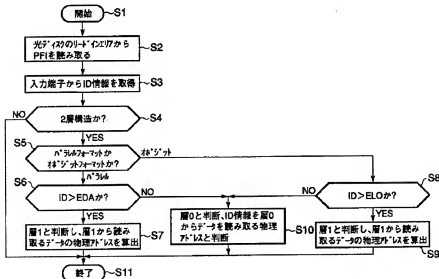 開始
S1
光ディスクのリードインエリアから
PFIを読み取る
S2
入力端子からID情報を取得
S3
2層構造か?
S4
NO
YES
S5
パラレルフォーマットか
オポジットフォーマットか?
オポジット
パラレル
S6
ID>EDAか?
NO
YES
層1と判断し、層1から読み
取るデータの物理アドレスを算出
S7
ID>ELOか?
S8
NO
YES
層0と判断、ID情報を層0
からデータを読み取る物理
アドレスと判断
S10
層1と判断し、層1から読み
取るデータの物理アドレスを算出
S9
終了
S11